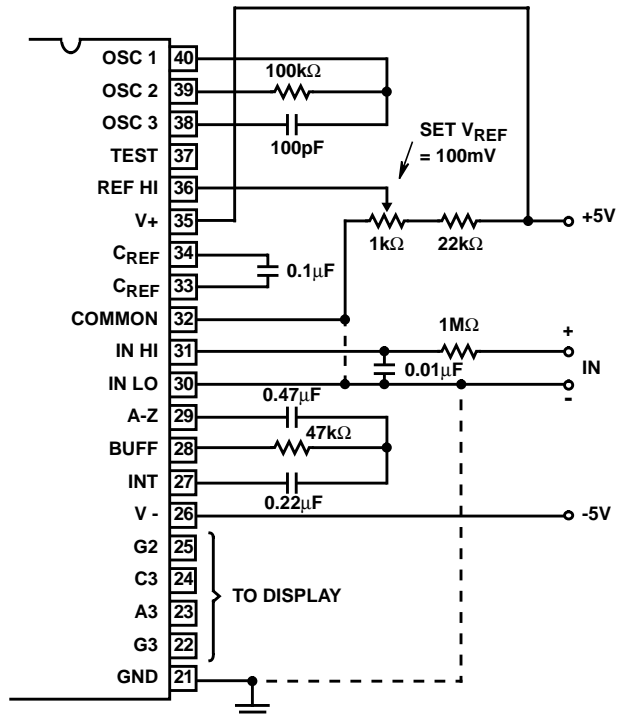 OSC 1 40
100kΩ
OSC 2 39
OSC 3 38
100pF
SET VREF
= 100mV
TEST 37
REF HI 36
V+ 35
+5V
1kΩ 22kΩ
CREF 34
0.1µF
CREF 33
COMMON 32
1MΩ
+
IN HI 31
0.01µF
IN
IN LO 30
-
0.47µF
A-Z 29
47kΩ
BUFF 28
INT 27
0.22µF
V - 26
-5V
G2 25
C3 24
TO DISPLAY
A3 23
G3 22
GND 21